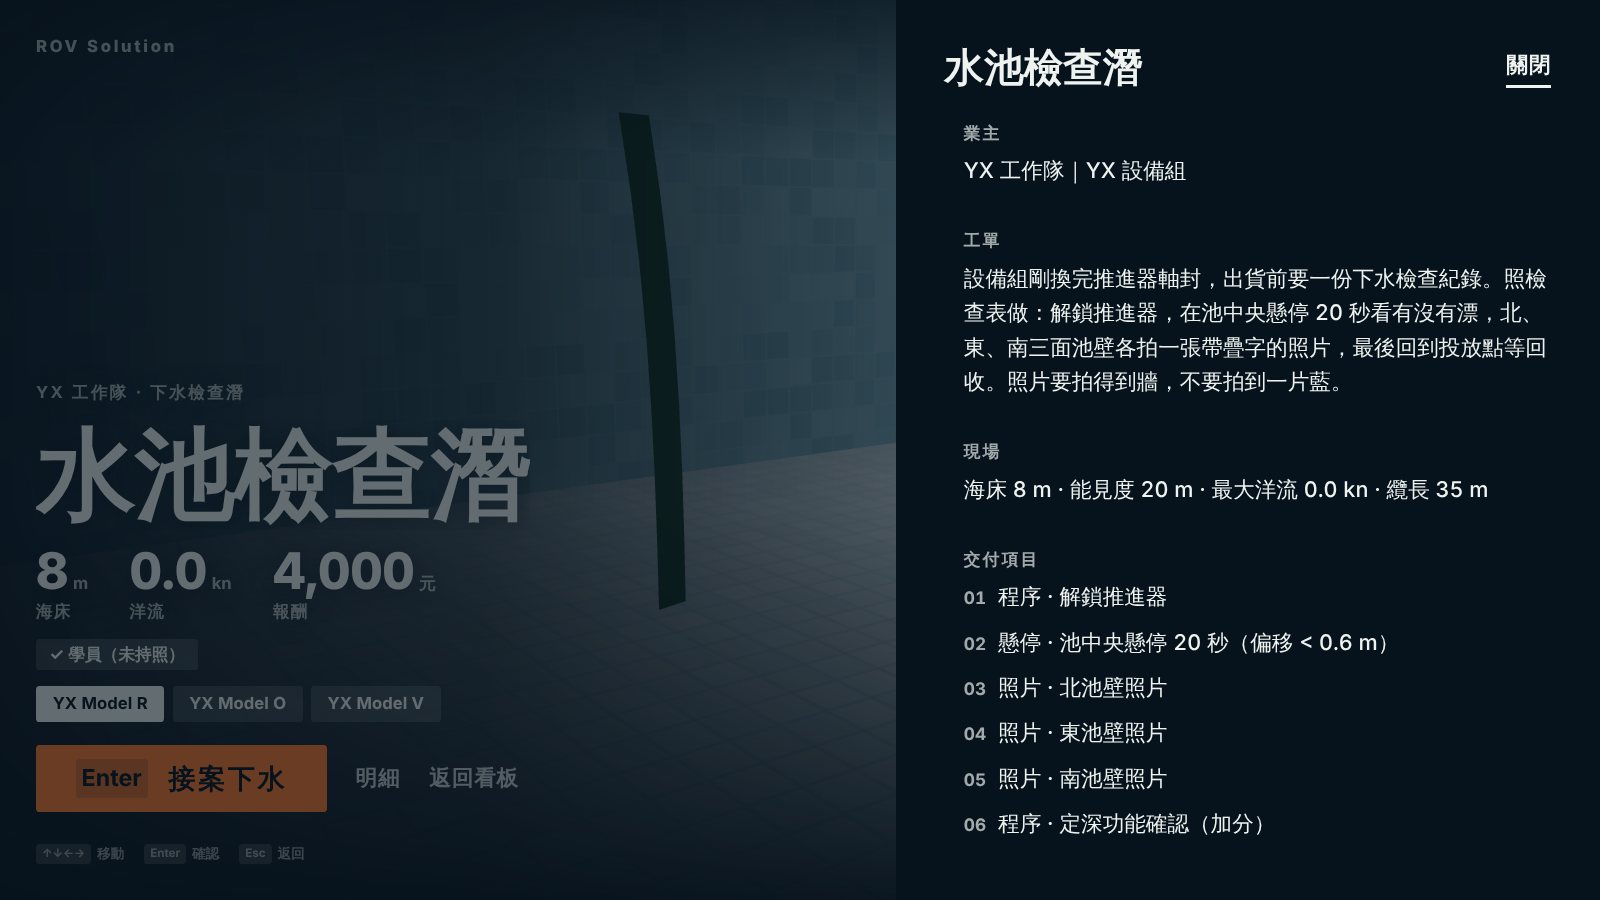 ROV Solution
YX 工作隊 · 下水檢查潛
水池檢查潛
8 m
海床
0.0 kn
洋流
4,000 元
報酬
✓ 學員（未持照）
YX Model R
YX Model O
YX Model V
Enter 接案下水
明細
返回看板
↑↓←→ 移動
Enter 確認
Esc 返回
水池檢查潛
關閉
業主
YX 工作隊｜YX 設備組
工單
設備組剛換完推進器軸封，出貨前要一份下水檢查紀錄。照檢
查表做：解鎖推進器，在池中央懸停 20 秒看有沒有漂，北、
東、南三面池壁各拍一張帶疊字的照片，最後回到投放點等回
收。照片要拍得到牆，不要拍到一片藍。
現場
海床 8 m · 能見度 20 m · 最大洋流 0.0 kn · 纜長 35 m
交付項目
01 程序 · 解鎖推進器
02 懸停 · 池中央懸停 20 秒（偏移 < 0.6 m）
03 照片 · 北池壁照片
04 照片 · 東池壁照片
05 照片 · 南池壁照片
06 程序 · 定深功能確認（加分）